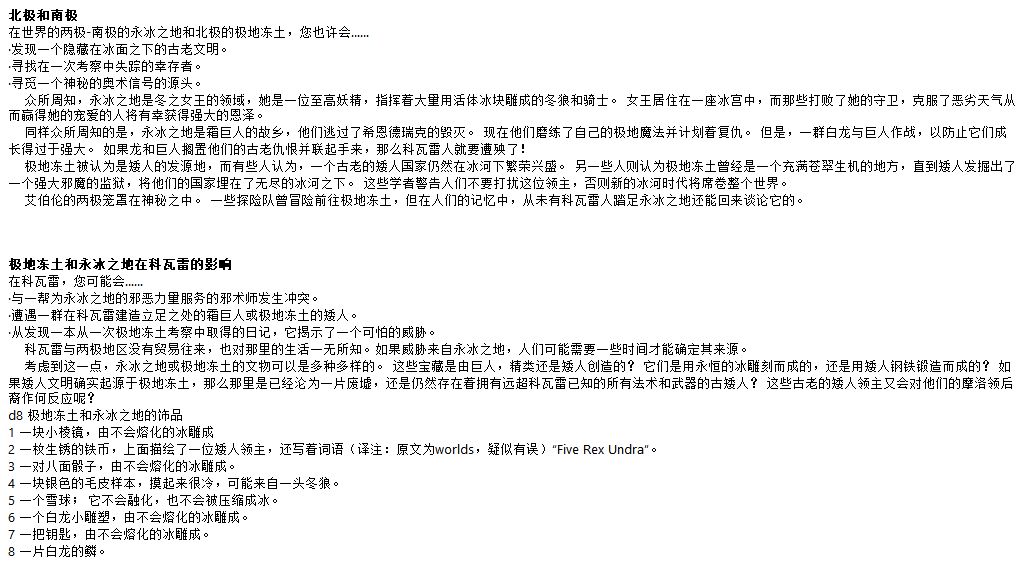 北极和南极
在世界的两极-南极的永冰之地和北极的极地冻土，您也许会......
·发现一个隐藏在冰面之下的古老文明。
·寻找在一次考察中失踪的幸存者。
·寻觅一个神秘的奥术信号的源头。
众所周知，永冰之地是冬之女王的领域，她是一位至高妖精，指挥着大量用活体冰块雕成的冬狼和骑士。 女王居住在一座冰宫中，而那些打败了她的守卫，克服了恶劣天气从
而赢得她的宠爱的人将有幸获得强大的恩泽。
同样众所周知的是，永冰之地是霜巨人的故乡，他们逃过了希恩德瑞克的毁灭。 现在他们磨练了自己的极地魔法并计划着复仇。 但是，一群白龙与巨人作战，以防止它们成
长得过于强大。 如果龙和巨人搁置他们的古老仇恨并联起手来，那么科瓦雷人就要遭殃了！
极地冻土被认为是矮人的发源地，而有些人认为，一个古老的矮人国家仍然在冰河下繁荣兴盛。 另一些人则认为极地冻土曾经是一个充满苍翠生机的地方，直到矮人发掘出了
一个强大邪魔的监狱，将他们的国家埋在了无尽的冰河之下。 这些学者警告人们不要打扰这位领主，否则新的冰河时代将席卷整个世界。
艾伯伦的两极笼罩在神秘之中。 一些探险队曾冒险前往极地冻土，但在人们的记忆中，从未有科瓦雷人踏足永冰之地还能回来谈论它的。
极地冻土和永冰之地在科瓦雷的影响
在科瓦雷，您可能会......
·与一帮为永冰之地的邪恶力量服务的邪术师发生冲突。
·遭遇一群在科瓦雷建造立足之处的霜巨人或极地冻土的矮人。
·从发现一本从一次极地冻土考察中取得的日记，它揭示了一个可怕的威胁。
科瓦雷与两极地区没有贸易往来，也对那里的生活一无所知。如果威胁来自永冰之地，人们可能需要一些时间才能确定其来源。
考虑到这一点，永冰之地或极地冻土的文物可以是多种多样的。 这些宝藏是由巨人，精类还是矮人创造的？ 它们是用永恒的冰雕刻而成的，还是用矮人钢铁锻造而成的？ 如
果矮人文明确实起源于极地冻土，那么那里是已经沦为一片废墟，还是仍然存在着拥有远超科瓦雷已知的所有法术和武器的古矮人？ 这些古老的矮人领主又会对他们的摩洛领后
裔作何反应呢？
d8 极地冻土和永冰之地的饰品
1 一块小棱镜，由不会熔化的冰雕成
2 一枚生锈的铁币，上面描绘了一位矮人领主，还写着词语（译注：原文为worlds，疑似有误）“Five Rex Undra”。
3 一对八面骰子，由不会熔化的冰雕成。
4 一块银色的毛皮样本，摸起来很冷，可能来自一头冬狼。
5 一个雪球； 它不会融化，也不会被压缩成冰。
6 一个白龙小雕塑，由不会熔化的冰雕成。
7 一把钥匙，由不会熔化的冰雕成。
8 一片白龙的鳞。